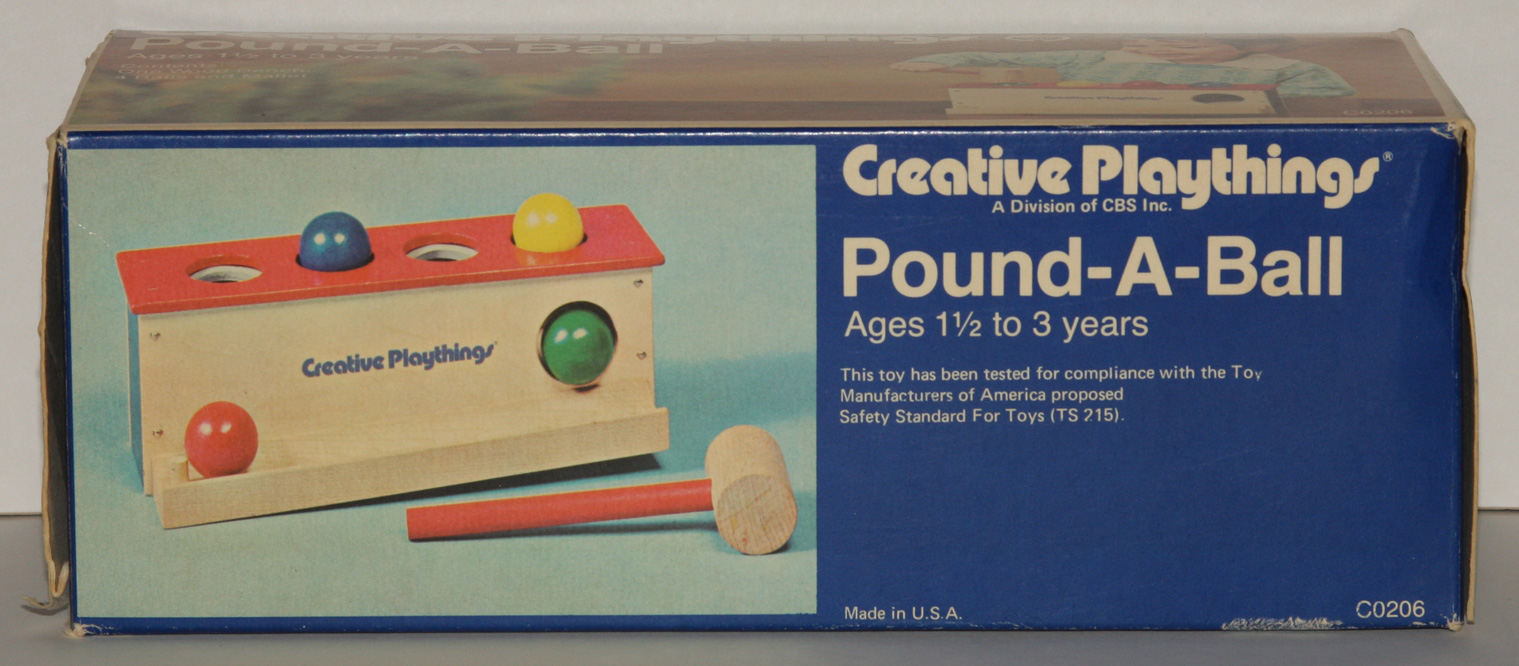 Pound-A-Ball
Ages 1½ to 3 years
Creative Playthings
C0206
Creative Playthings®
A Division of CBS Inc.
Pound-A-Ball
Ages 1½ to 3 years
This toy has been tested for compliance with the Toy
Manufacturers of America proposed
Safety Standard For Toys (TS 215).
Creative Playthings
Made in U.S.A.
C0206